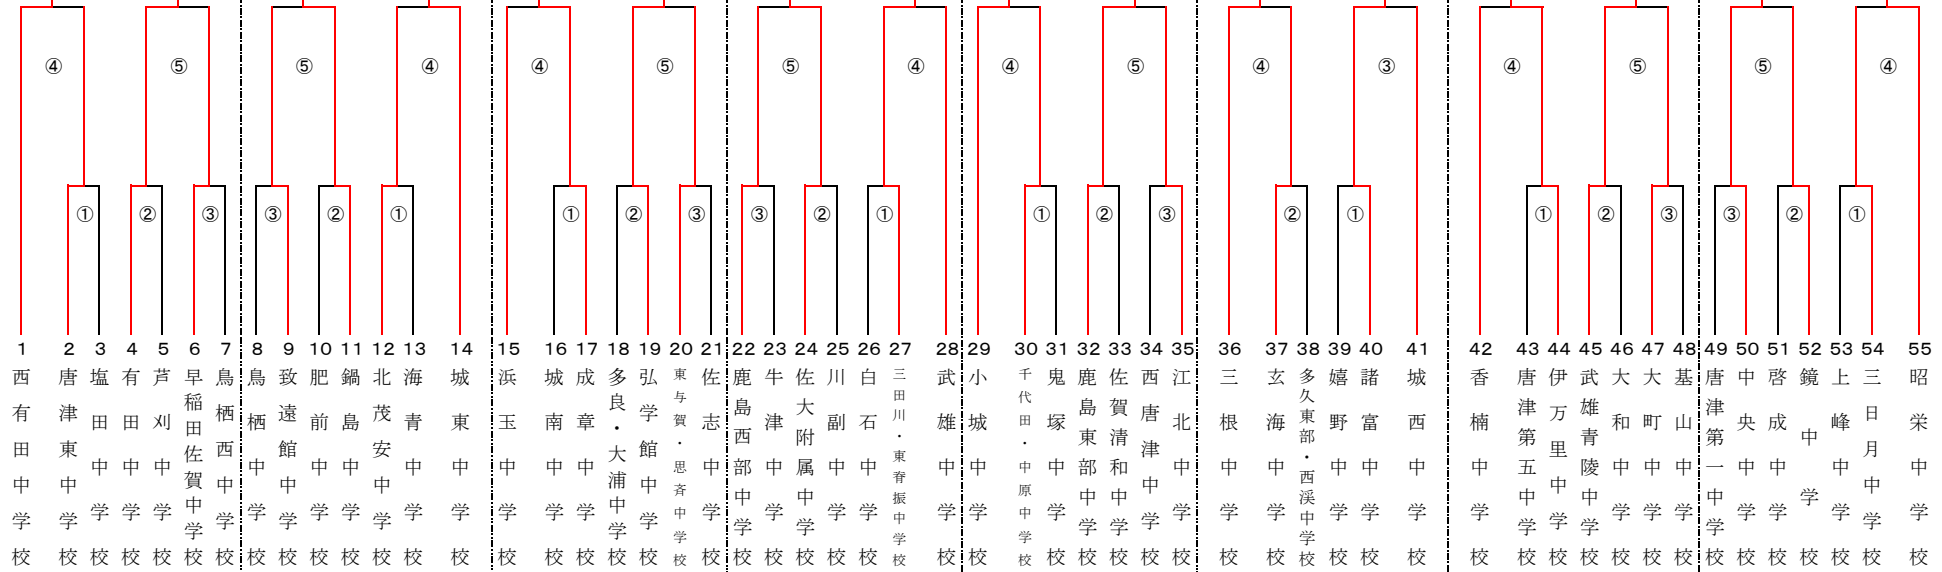 ④ ⑤ ⑤ ④ ④ ⑤ ⑤ ④ ④ ⑤ ④ ③ ④ ⑤ ⑤ ④
① ② ③ ③ ② ① ① ② ③ ③ ② ① ① ② ③ ② ① ① ② ③ ③ ② ①
1 西有田中学校
2 唐津東中学校
3 塩田中学校
4 有田中学校
5 芦刈中学校
6 早稲田佐賀中学校
7 鳥栖西中学校
8 鳥栖中学校
9 致遠館中学校
10 肥前中学校
11 鍋島中学校
12 北茂安中学校
13 海青中学校
14 城東中学校
15 浜玉中学校
16 城南中学校
17 成章中学校
18 多良・大浦中学校
19 弘学館中学校
20 東与賀・思斉中学校
21 佐志中学校
22 鹿島西部中学校
23 牛津中学校
24 佐大附属中学校
25 川副中学校
26 白石中学校
27 三田川・東脊振中学校
28 武雄中学校
29 小城中学校
30 千代田・中原中学校
31 鬼塚中学校
32 鹿島東部中学校
33 佐賀清和中学校
34 西唐津中学校
35 江北中学校
36 三根中学校
37 玄海中学校
38 多久東部・西渓中学校
39 嬉野中学校
40 諸富中学校
41 城西中学校
42 香楠中学校
43 唐津第五中学校
44 伊万里中学校
45 武雄青陵中学校
46 大和中学校
47 大町中学校
48 基山中学校
49 唐津第一中学校
50 中央中学校
51 啓成中学校
52 鏡中学校
53 上峰中学校
54 三日月中学校
55 昭栄中学校